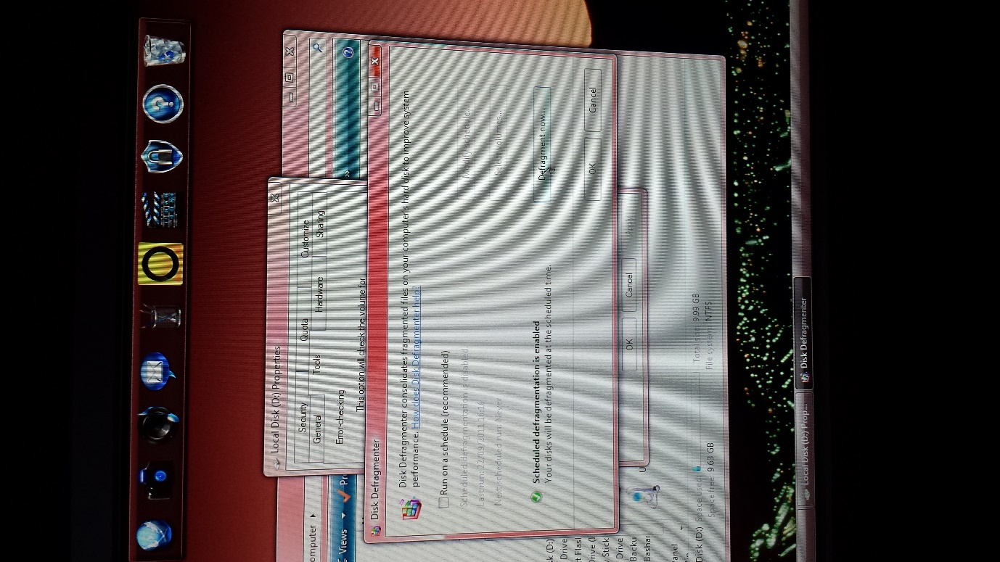 Local Disk (D:) Properties
Security
Quota
Customize
General
Tools
Hardware
Sharing
Error-checking
This option will check the volume for
omputer
Views
>>
Disk Defragmenter
Disk Defragmenter consolidates fragmented files on your computer's hard disk to improve system
performance. How does Disk Defragmenter help?
Run on a schedule (recommended)
Scheduled defragmentation is disabled.
Modify schedule...
Last run: 22/09/2011 16:16
Next scheduled run: Never
Select volumes...
Scheduled defragmentation is enabled
Your disks will be defragmented at the scheduled time.
Defragment now...
OK
Cancel
OK
Cancel
Apply
sk (D:)
Drive
Drive (
y Stick
Drive
Backu
Bashar
anel
Disk (D:)
Space used:
Total size: 9.99 GB
Space free: 9.63 GB
File system: NTFS
Local Disk (D:) Prop...
Disk Defragmenter